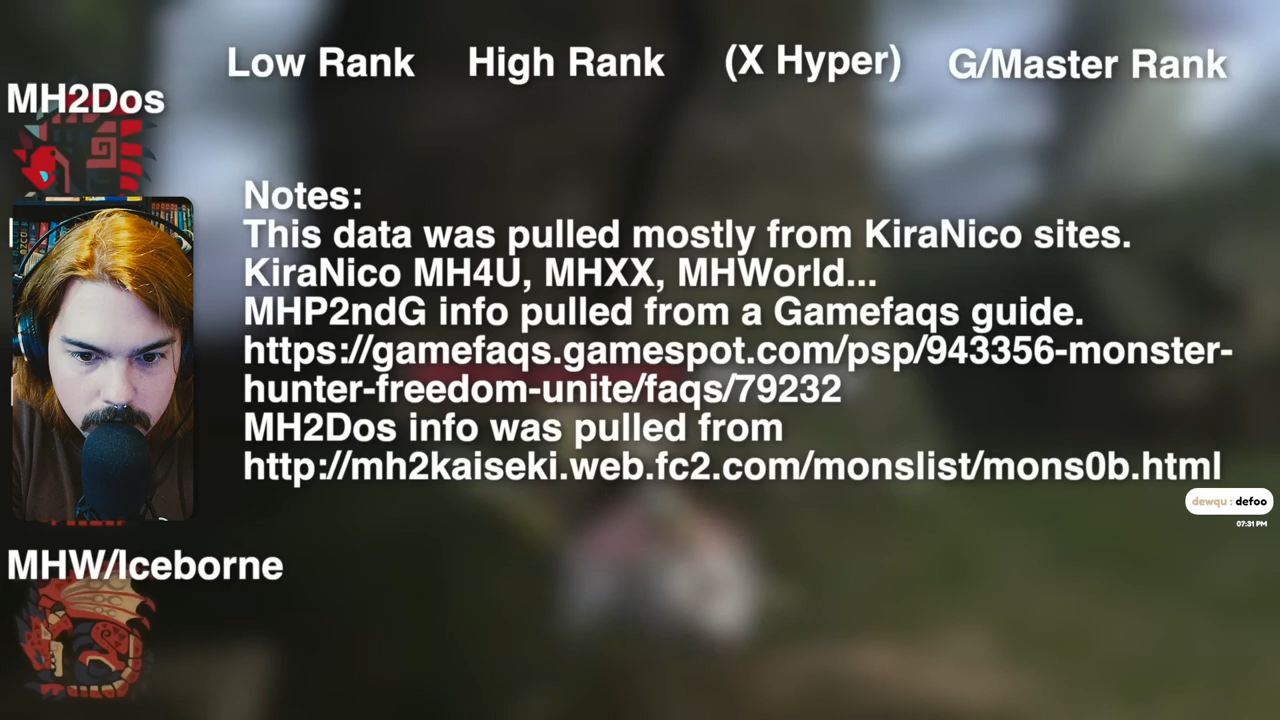 Low Rank High Rank (X Hyper) G/Master Rank
MH2Dos
Notes:
This data was pulled mostly from KiraNico sites.
KiraNico MH4U, MHXX, MHWorld...
MHP2ndG info pulled from a Gamefaqs guide.
https://gamefaqs.gamespot.com/psp/943356-monster-
hunter-freedom-unite/faqs/79232
MH2Dos info was pulled from
http://mh2kaiseki.web.fc2.com/monslist/mons0b.html
dewqu : defoo
07:31 PM
MHW/Iceborne